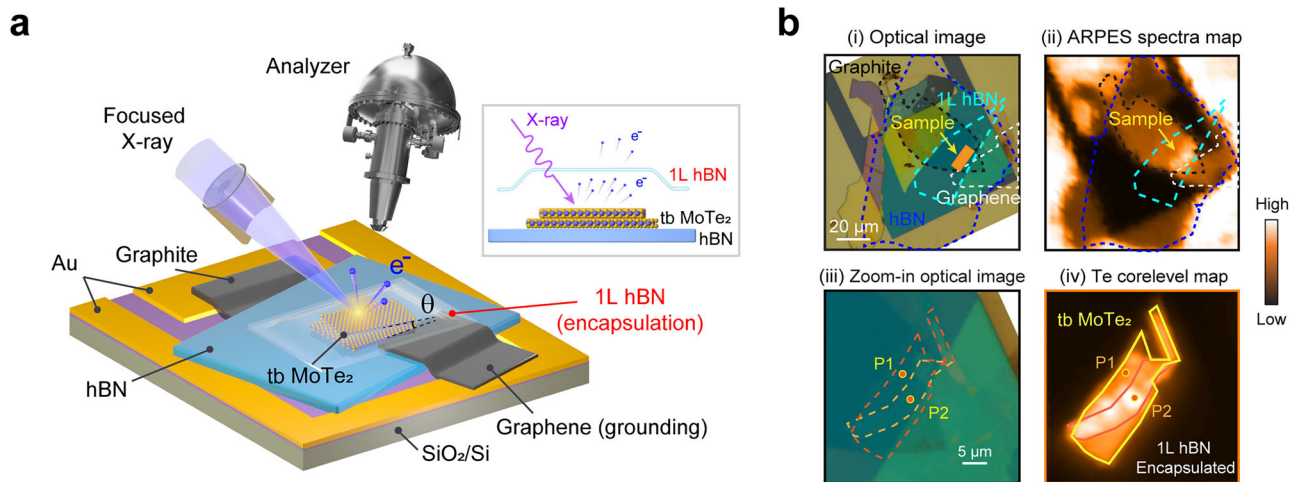 a
Analyzer
Focused
X-ray
X-ray
e⁻
1L hBN
e⁻
tb MoTe₂
hBN
Graphite
Au
e⁻
θ
1L hBN
(encapsulation)
tb MoTe₂
hBN
Graphene (grounding)
SiO₂/Si
b
(i) Optical image
Graphite
1L hBN
Sample
Graphene
hBN
20 μm
(ii) ARPES spectra map
Sample
High
Low
(iii) Zoom-in optical image
P1
P2
5 μm
(iv) Te corelevel map
tb MoTe₂
P1
P2
1L hBN
Encapsulated